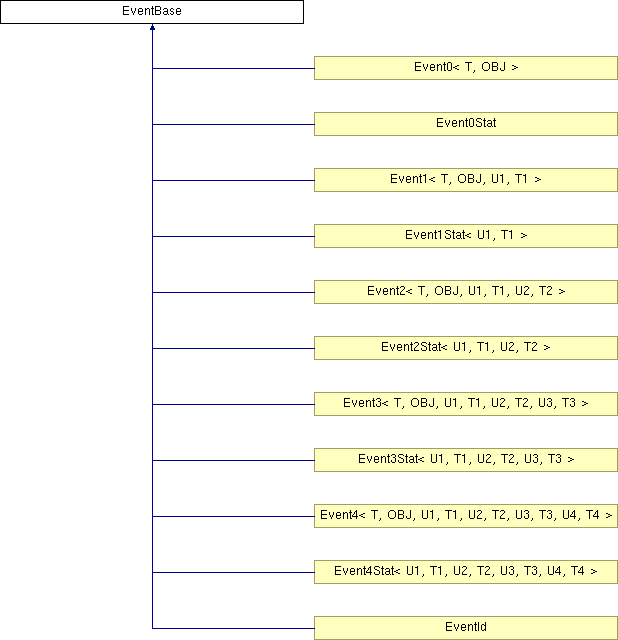 EventBase
Event0< T, OBJ >
Event0Stat
Event1< T, OBJ, U1, T1 >
Event1Stat< U1, T1 >
Event2< T, OBJ, U1, T1, U2, T2 >
Event2Stat< U1, T1, U2, T2 >
Event3< T, OBJ, U1, T1, U2, T2, U3, T3 >
Event3Stat< U1, T1, U2, T2, U3, T3 >
Event4< T, OBJ, U1, T1, U2, T2, U3, T3, U4, T4 >
Event4Stat< U1, T1, U2, T2, U3, T3, U4, T4 >
EventId